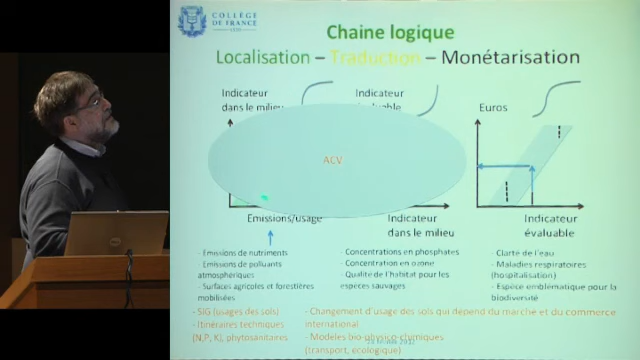 COLLÈGE
DE FRANCE
1530
Chaine logique
Localisation – Traduction – Monétarisation
Indicateur
dans le milieu
Indicateur
Euros
ACV
Emissions/usage
Indicateur
dans le milieu
Indicateur
évaluable
- Emissions de nutriments
- Emissions de polluants
atmosphériques
- Surfaces agricoles et forestières
mobilisées
- Concentrations en phosphates
- Concentration en ozone
- Qualité de l'habitat pour les
espèces sauvages
- Clarté de l'eau
- Maladies respiratoires
(hospitalisation)
- Espèce emblématique pour la
biodiversité
- SIG (usages des sols)
- Itinéraires techniques
(N,P, K), phytosanitaires
- Changement d'usage des sols qui dépend du marché et du commerce
international
- Modèles bio-physico-chimiques
(transport, ecologique)